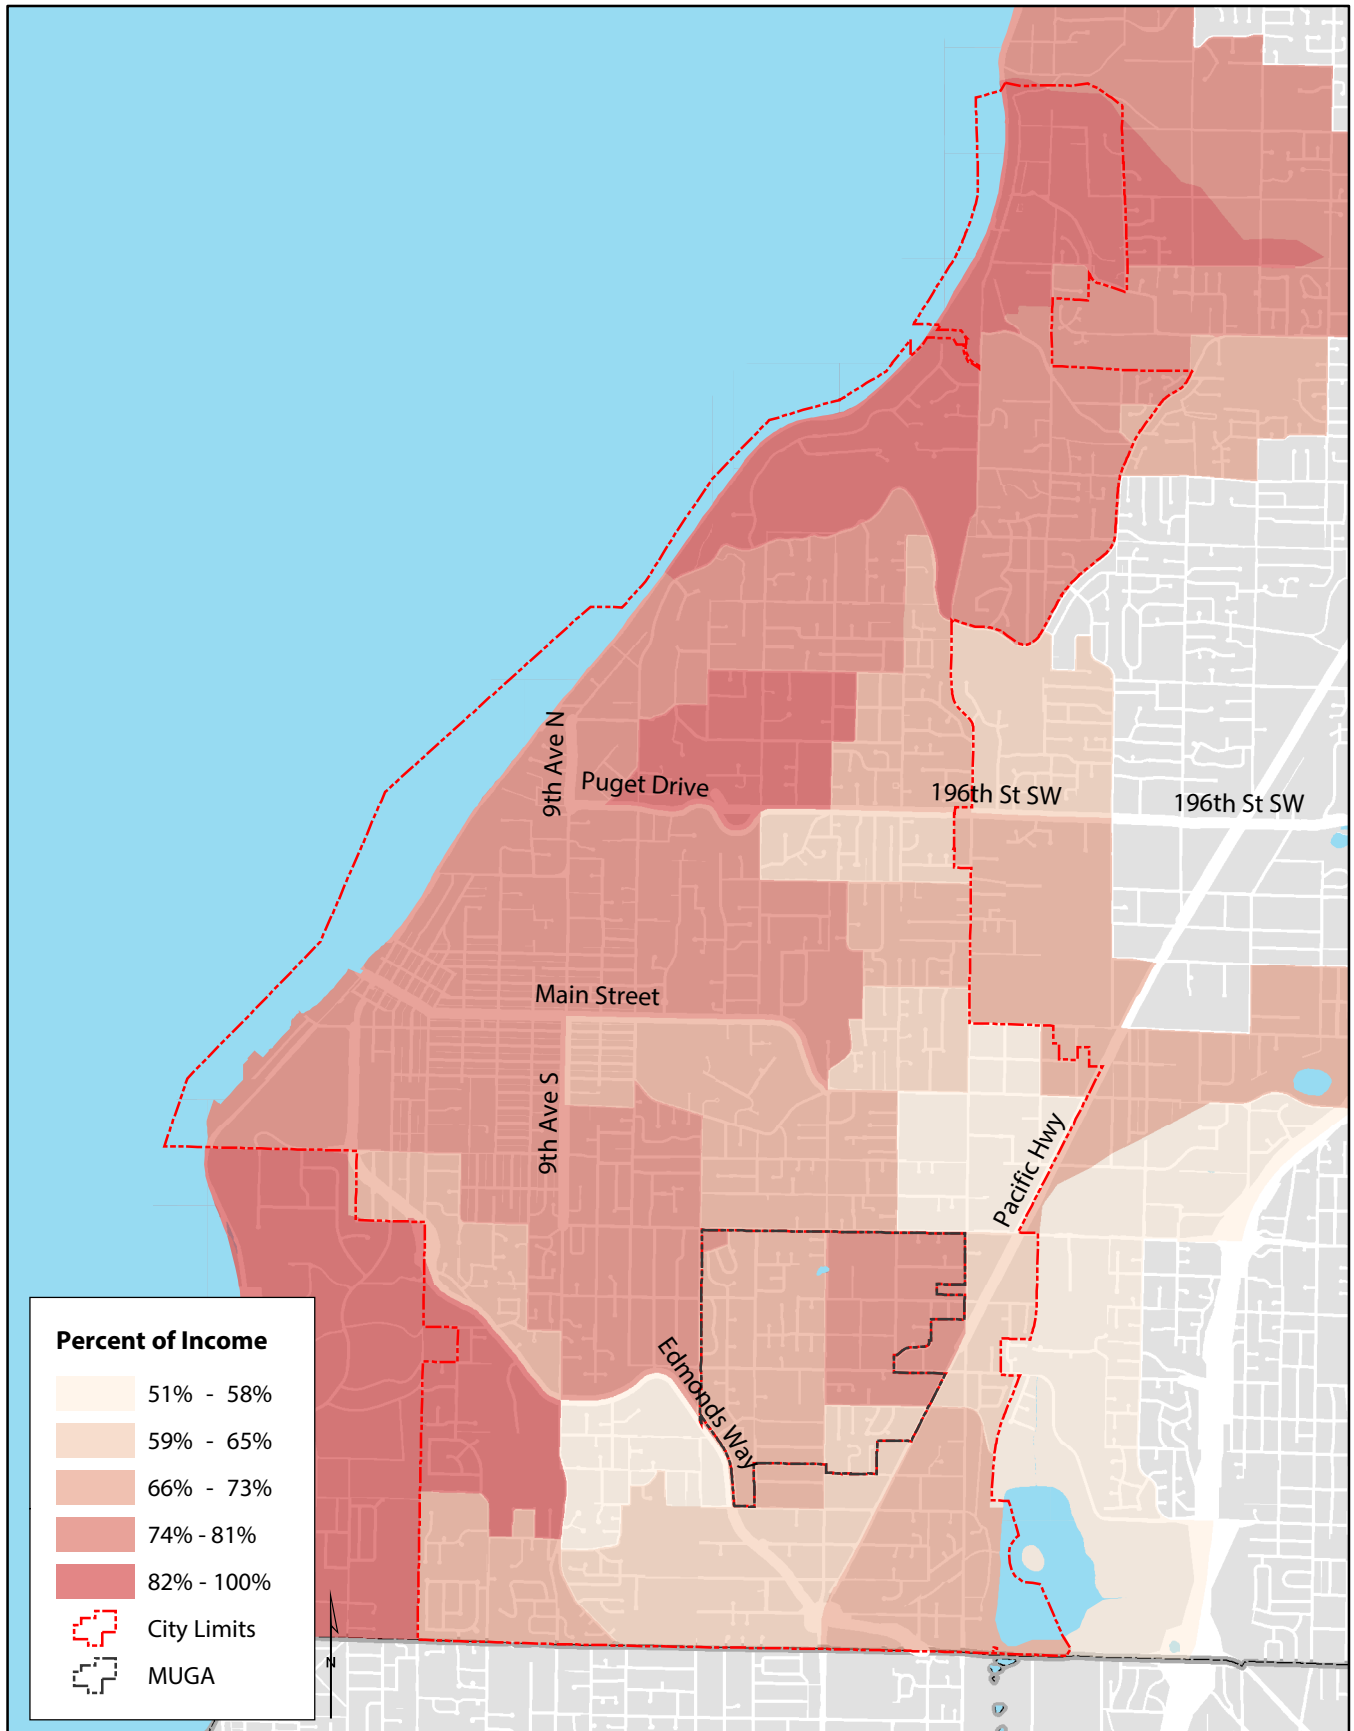 9th Ave N
Puget Drive
196th St SW
196th St SW
Main Street
9th Ave S
Pacific Hwy
Edmonds Way
Percent of Income
51% - 58%
59% - 65%
66% - 73%
74% - 81%
82% - 100%
City Limits
MUGA
N